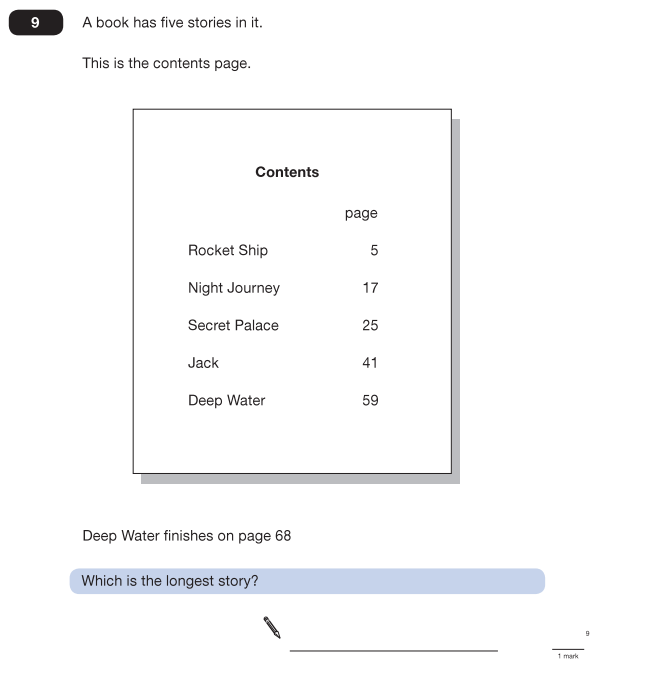 9 A book has five stories in it.
This is the contents page.
Contents
page
Rocket Ship 5
Night Journey 17
Secret Palace 25
Jack 41
Deep Water 59
Deep Water finishes on page 68
Which is the longest story?
9
1 mark